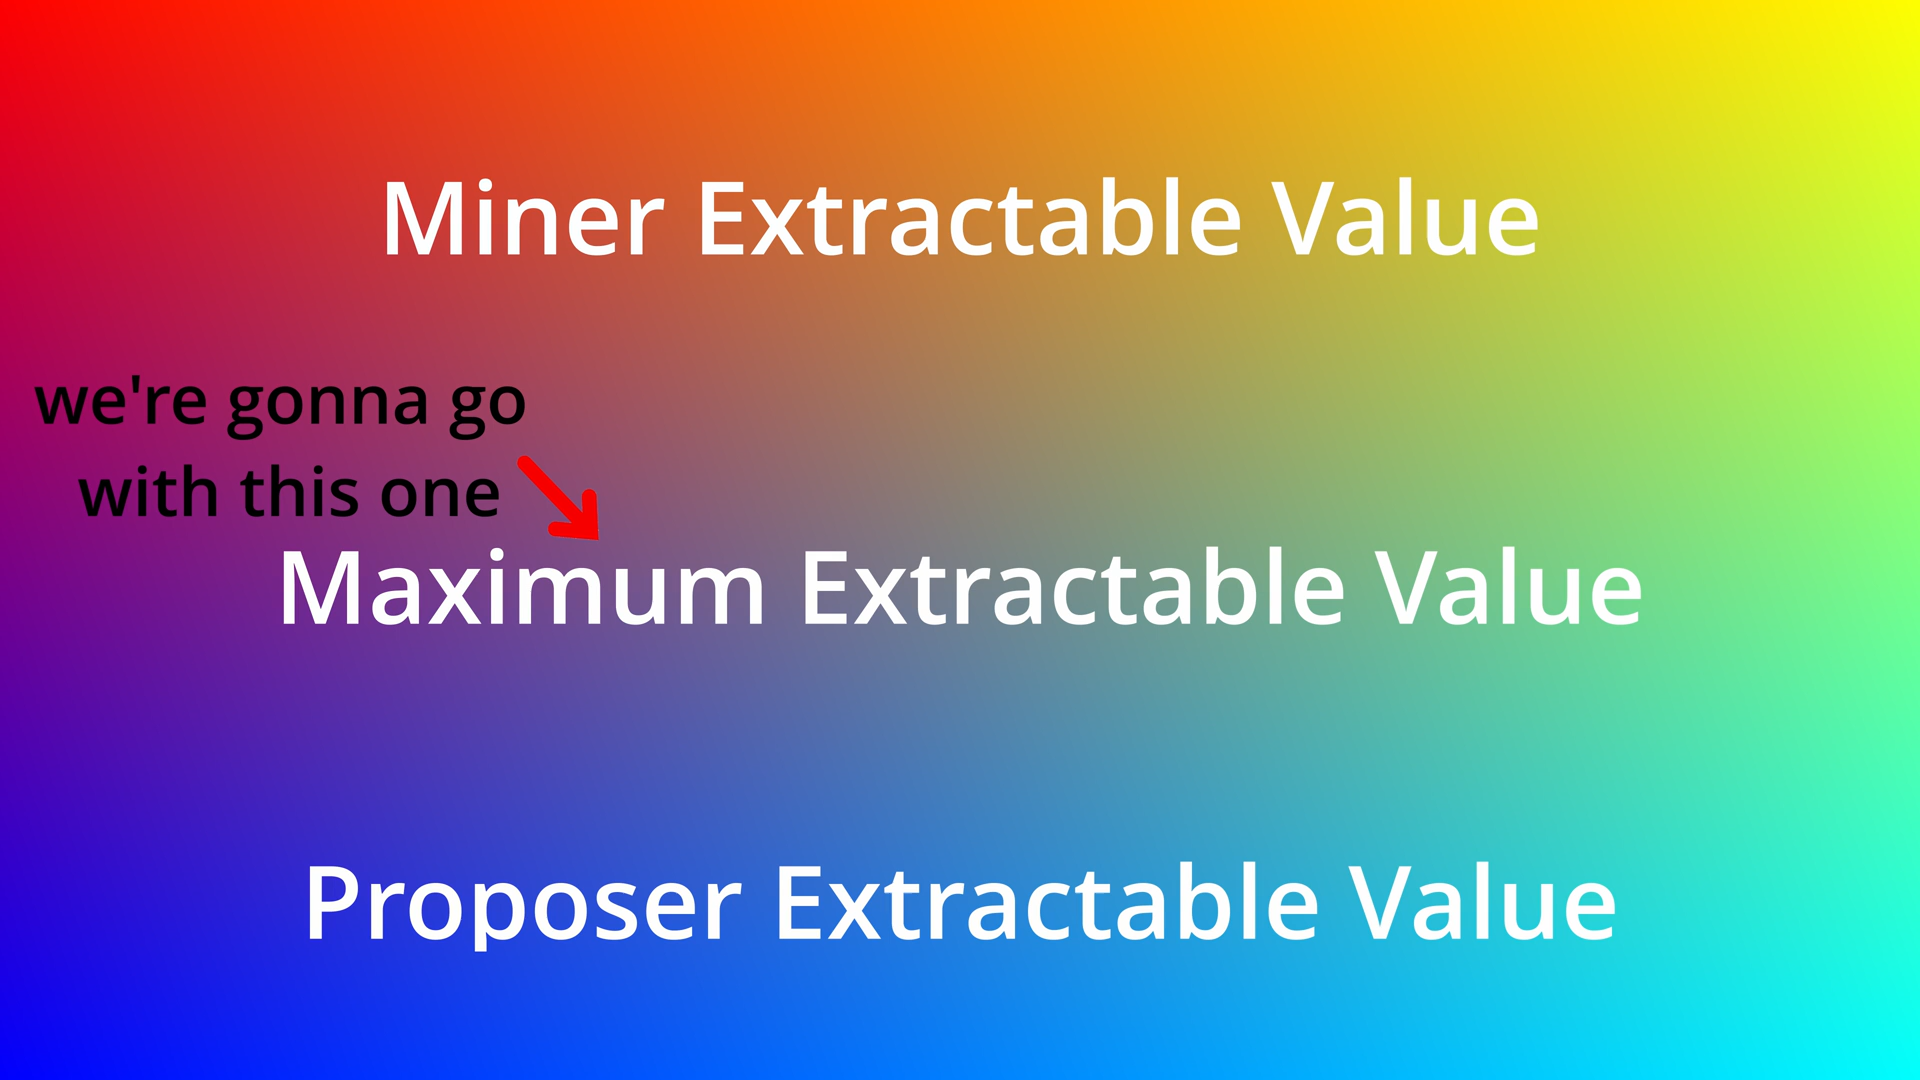 Miner Extractable Value
we're gonna go
with this one
Maximum Extractable Value
Proposer Extractable Value